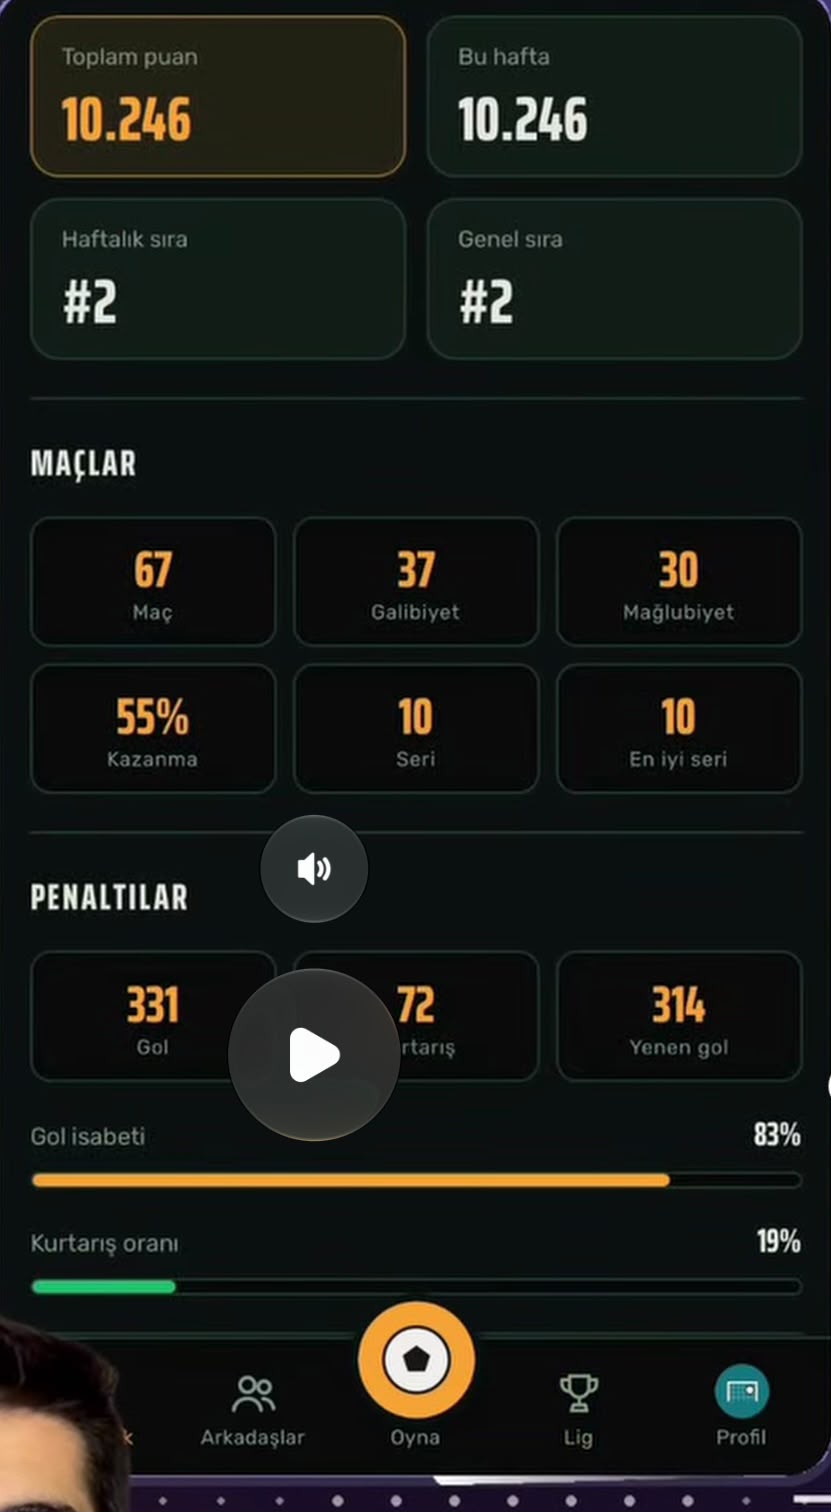 Toplam puan
10.246
Bu hafta
10.246
Haftalık sıra
#2
Genel sıra
#2
MAÇLAR
67
Maç
37
Galibiyet
30
Mağlubiyet
55%
Kazanma
10
Seri
10
En iyi seri
PENALTILAR
331
Gol
72
rtarış
314
Yenen gol
Gol isabeti
83%
Kurtarış oranı
19%
k
Arkadaşlar
Oyna
Lig
Profil